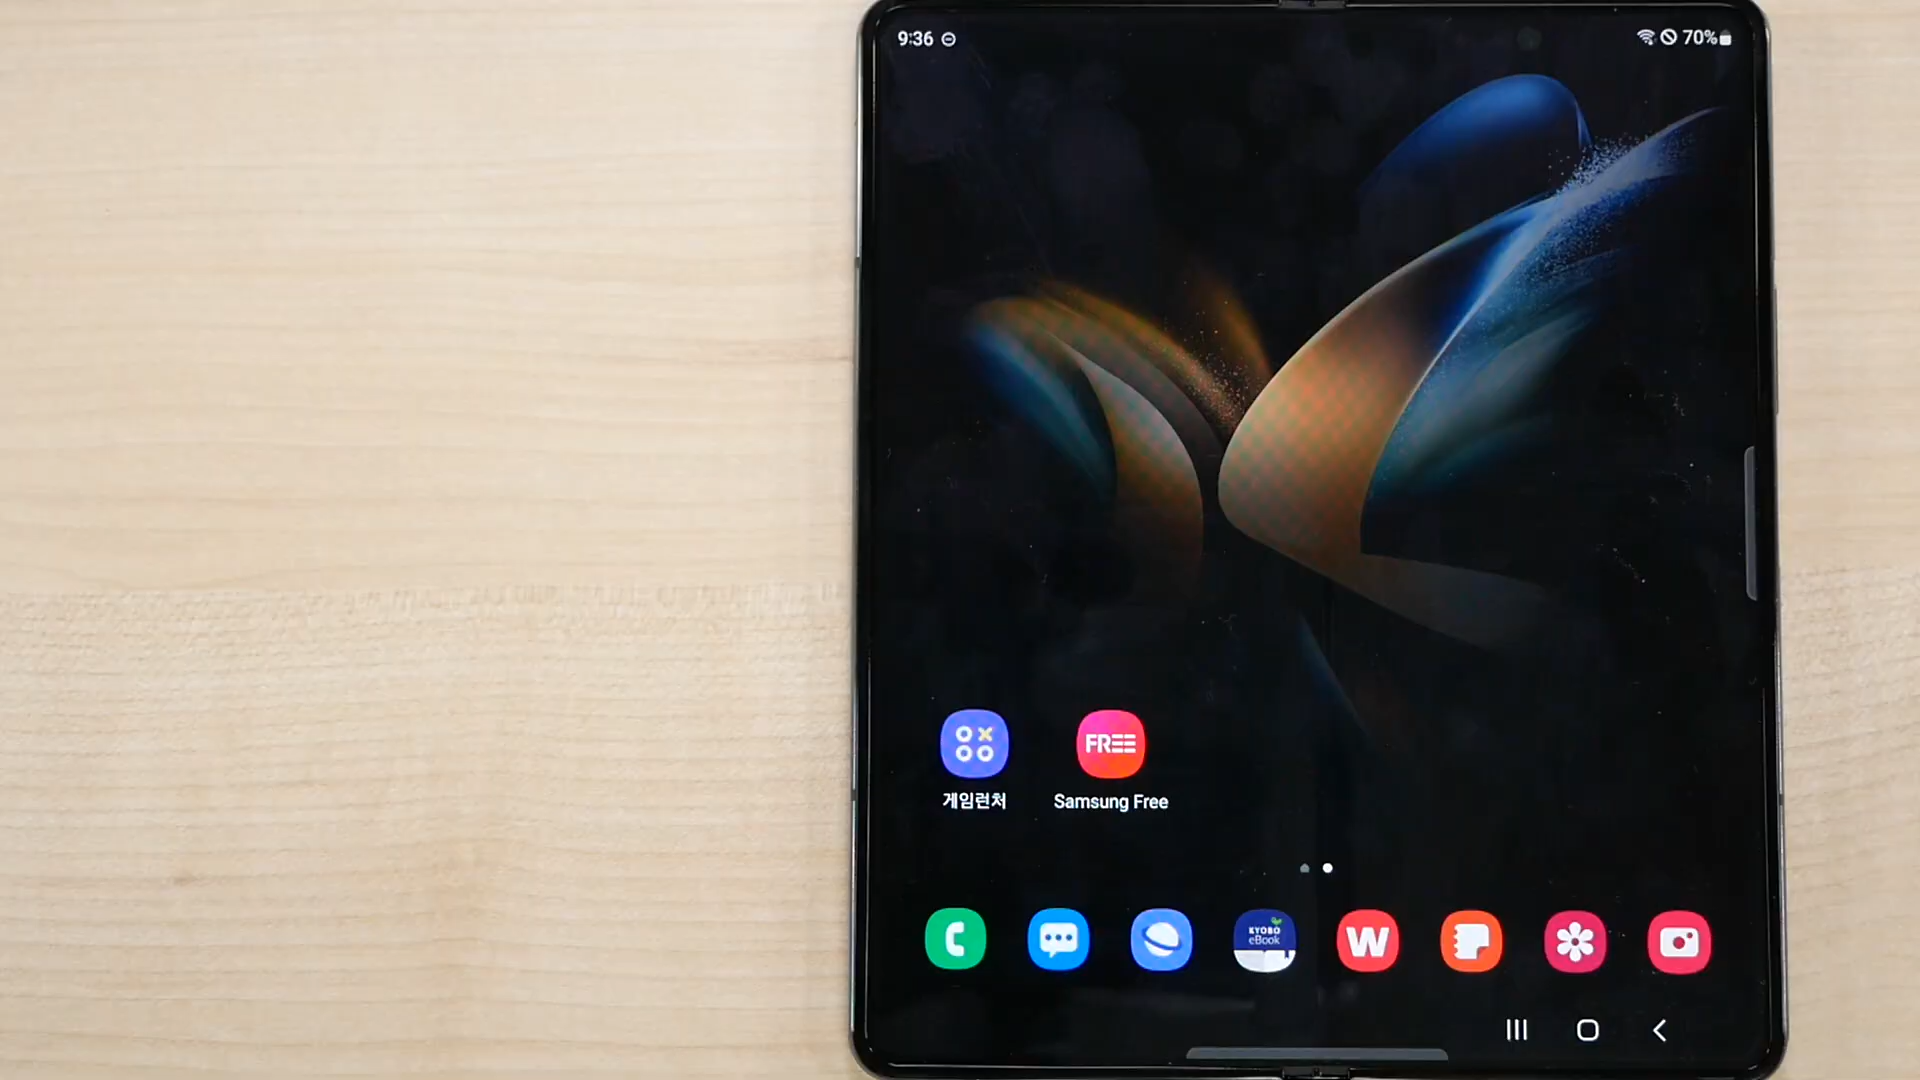 9:36
70%
FREE
게임런처
Samsung Free
KYOBO
eBook
W